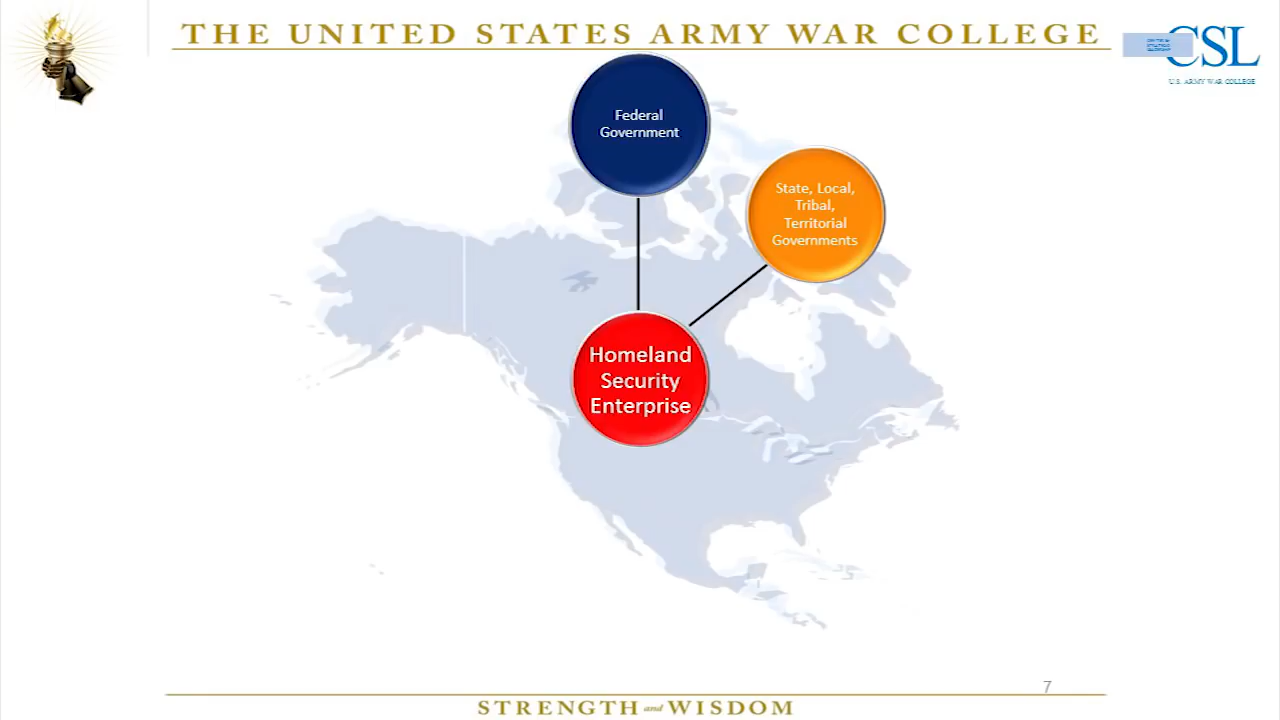 THE UNITED STATES ARMY WAR COLLEGE
CSL
U.S. ARMY WAR COLLEGE
Federal
Government
State, Local,
Tribal,
Territorial
Governments
Homeland
Security
Enterprise
7
STRENGTH and WISDOM